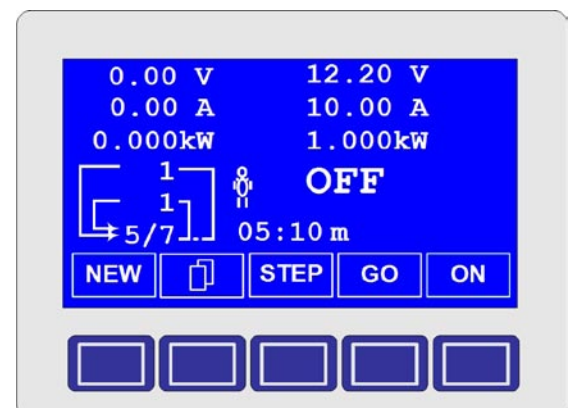 0.00 V 12.20 V
0.00 A 10.00 A
0.000kW 1.000kW
1 OFF
1
5/7 05:10 m
NEW STEP GO ON